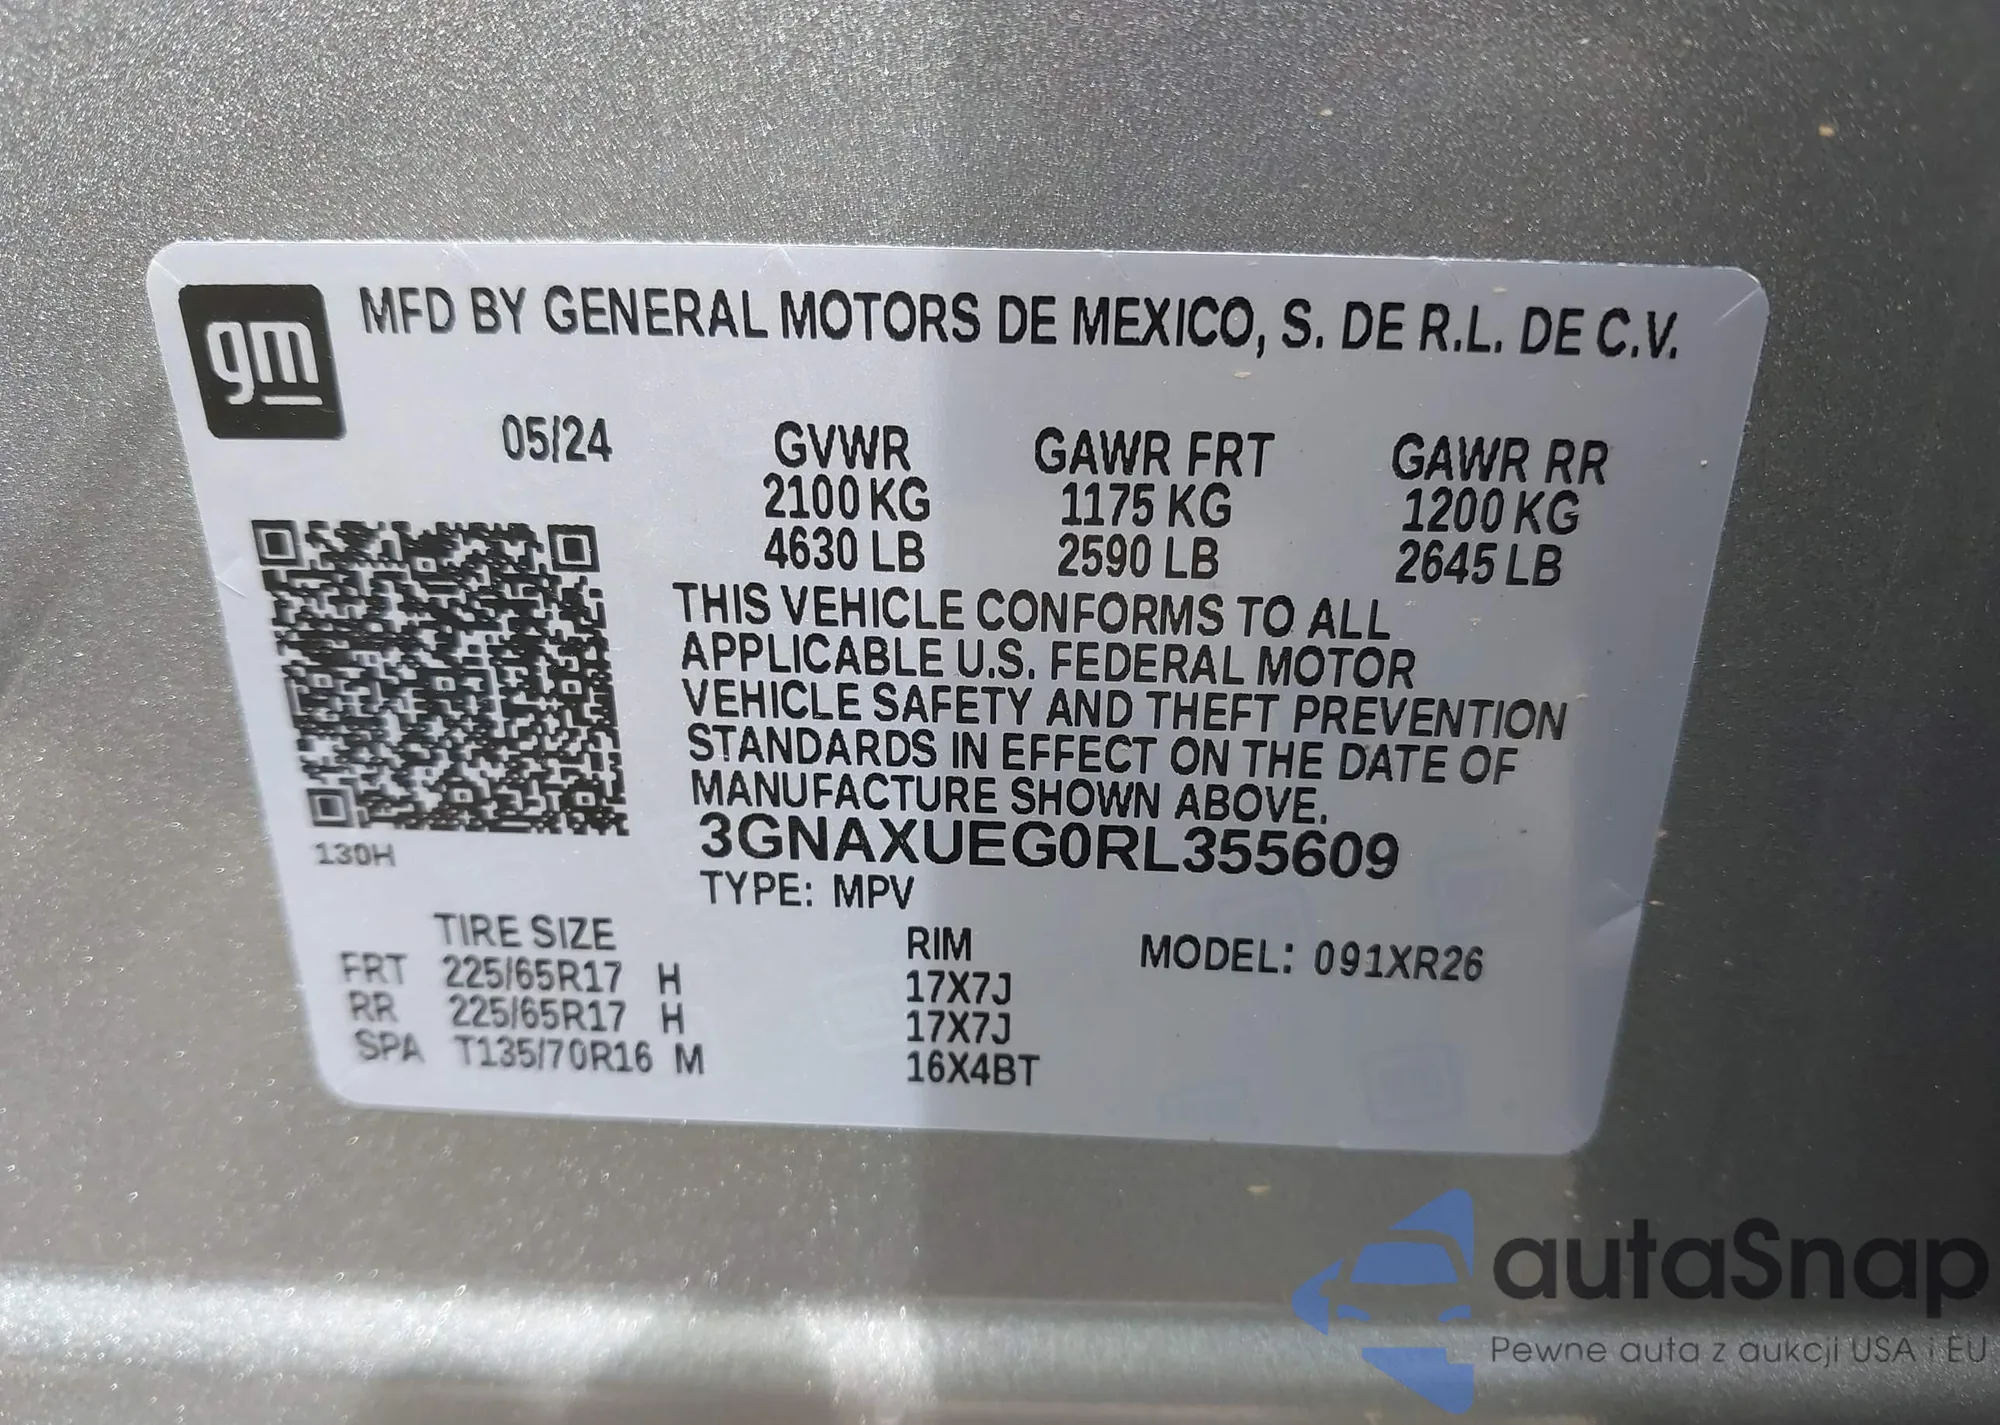 gm
MFD BY GENERAL MOTORS DE MEXICO, S. DE R.L. DE C.V.
05/24 GVWR GAWR FRT GAWR RR
2100 KG 1175 KG 1200 KG
4630 LB 2590 LB 2645 LB
THIS VEHICLE CONFORMS TO ALL
APPLICABLE U.S. FEDERAL MOTOR
VEHICLE SAFETY AND THEFT PREVENTION
STANDARDS IN EFFECT ON THE DATE OF
MANUFACTURE SHOWN ABOVE.
3GNAXUEG0RL355609
130H
TYPE: MPV
TIRE SIZE RIM MODEL: 091XR26
FRT 225/65R17 H 17X7J
RR 225/65R17 H 17X7J
SPA T135/70R16 M 16X4BT
autaSnap
Pewne auta z aukcji USA i EU